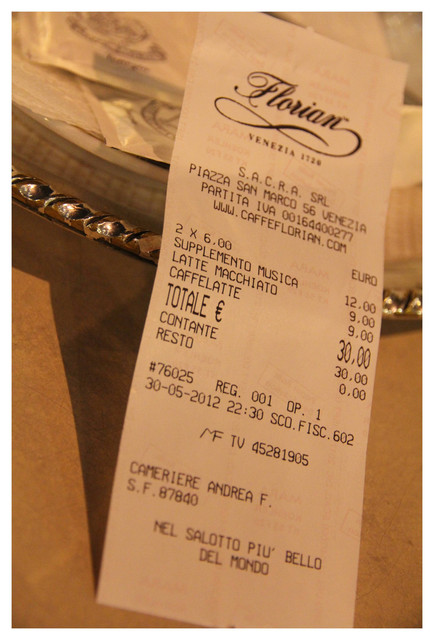 Florian
VENEZIA 1720
S.A.C.R.A. SRL
PIAZZA SAN MARCO 56 VENEZIA
PARTITA IVA 00164400277
WWW.CAFFEFLORIAN.COM
EURO
2 X 6,00
SUPPLEMENTO MUSICA 12,00
LATTE MACCHIATO 9,00
CAFFELATTE 9,00
TOTALE € 30,00
CONTANTE 30,00
RESTO 0,00
#76025 REG. 001 OP. 1
30-05-2012 22:30 SCO.FISC.602
MF TV 45281905
CAMERIERE ANDREA F.
S.F.87840
NEL SALOTTO PIU' BELLO
DEL MONDO